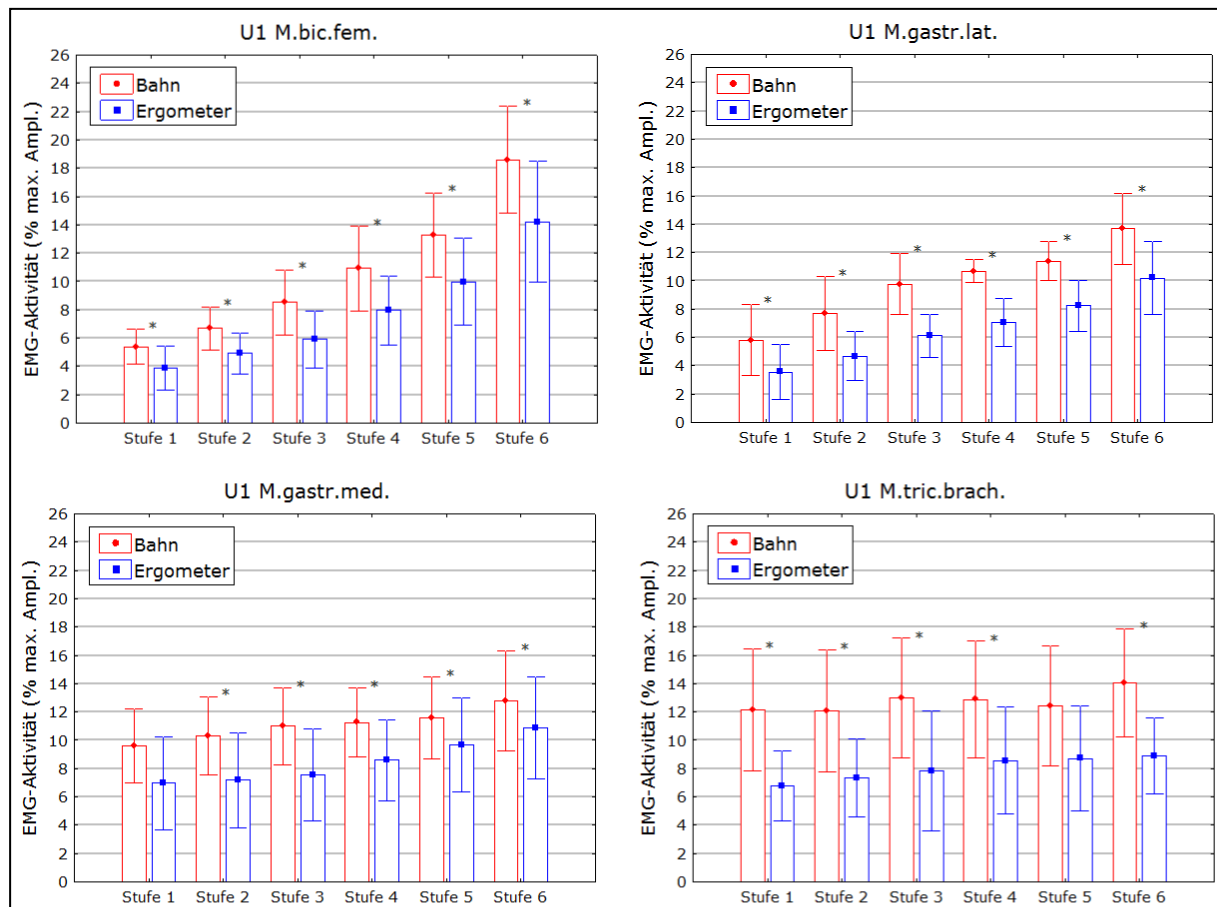 U1 M.bic.fem.
EMG-Aktivität (% max. Ampl.)
26
24
22
20
18
16
14
12
10
8
6
4
2
0
Bahn
Ergometer
* * * * * *
Stufe 1 Stufe 2 Stufe 3 Stufe 4 Stufe 5 Stufe 6
U1 M.gastr.lat.
EMG-Aktivität (% max. Ampl.)
26
24
22
20
18
16
14
12
10
8
6
4
2
0
Bahn
Ergometer
* * * * * *
Stufe 1 Stufe 2 Stufe 3 Stufe 4 Stufe 5 Stufe 6
U1 M.gastr.med.
EMG-Aktivität (% max. Ampl.)
26
24
22
20
18
16
14
12
10
8
6
4
2
0
Bahn
Ergometer
* * * * *
Stufe 1 Stufe 2 Stufe 3 Stufe 4 Stufe 5 Stufe 6
U1 M.tric.brach.
EMG-Aktivität (% max. Ampl.)
26
24
22
20
18
16
14
12
10
8
6
4
2
0
Bahn
Ergometer
* * * * *
Stufe 1 Stufe 2 Stufe 3 Stufe 4 Stufe 5 Stufe 6